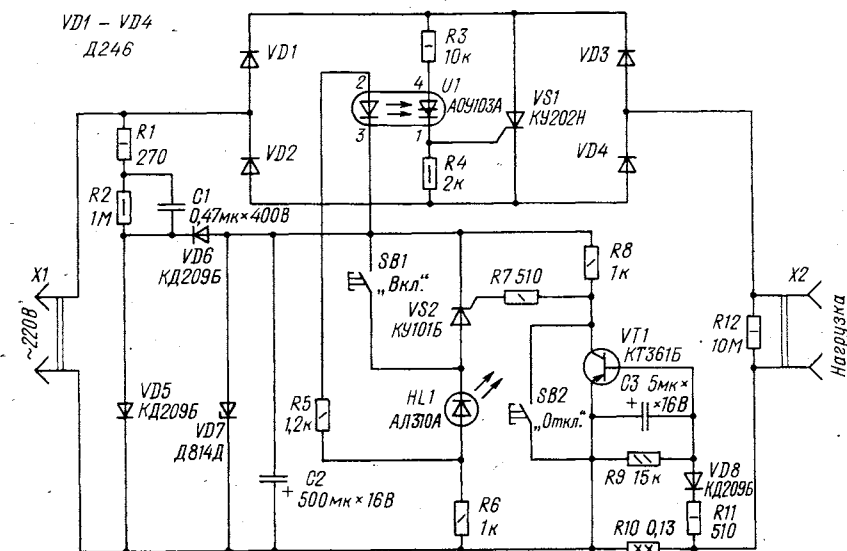 VD1 – VD4
Д246
VD1
R3
10к
2
4
U1
АОУ103А
VS1
КУ202Н
VD3
3
1
R1
270
VD2
R4
2к
VD4
R2
1М
C1
0,47мк×400В
VD6
КД209Б
X1
SB1
„Вкл.“
VS2
КУ101Б
R7 510
R8
1к
X2
R12
10М
VT1
КТ361Б
~220В
Нагрузка
C3 5мк×
+ ×16В
VD5
КД209Б
VD7
Д814Д
R5
1,2к
HL1
АЛ310А
SB2
„Откл.“
C2
+ 500мк×16В
R9 15к
VD8
КД209Б
R6
1к
R10 0,13
R11
510